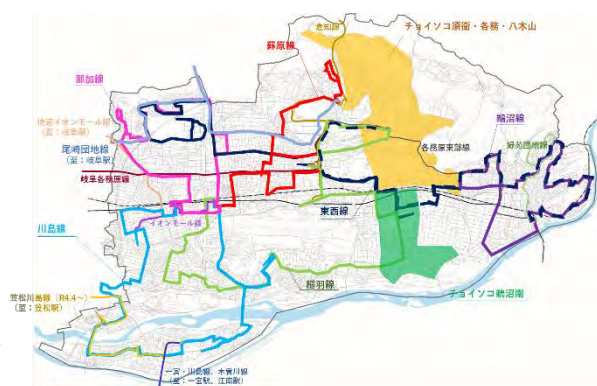 蘇原線
各務原東部線
チョイソコ須衛・各務・八木山
那加線
快適イオンモール線
(至:岐阜駅)
尾崎団地線
(至:岐阜駅)
鵜沼線
緑苑団地線
岐阜各務原線
東西線
イオンモール線
川島線
稲羽線
チョイソコ鵜沼南
笠松川島線(R4.4~)
(至:笠松駅)
一宮・川島線、木曽川線
(至:一宮駅、江南駅)